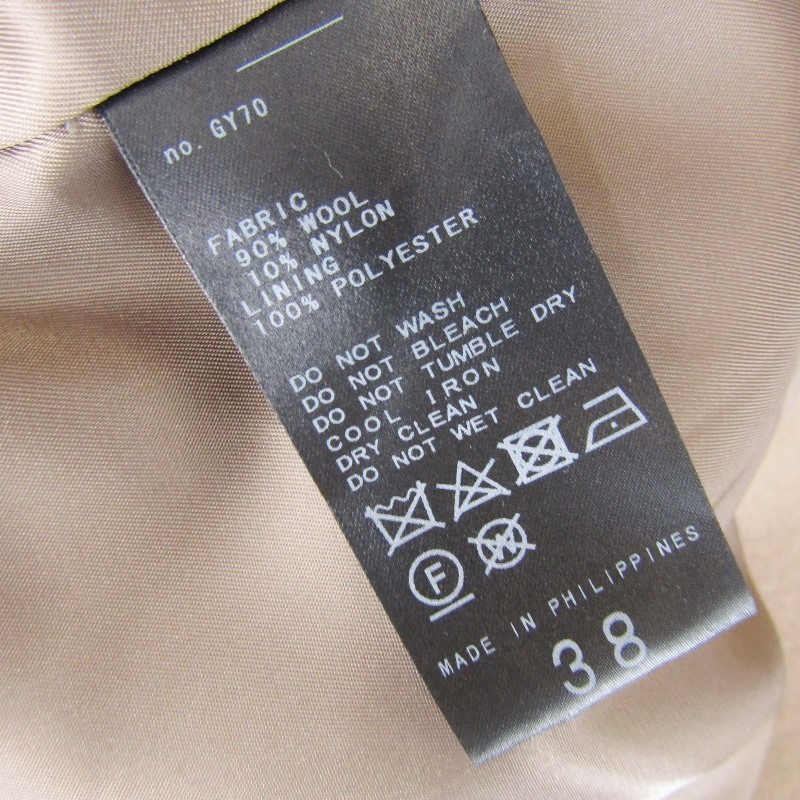 no. GY70
FABRIC
90% WOOL
10% NYLON
LINING
100% POLYESTER
DO NOT WASH
DO NOT BLEACH
DO NOT TUMBLE DRY
COOL IRON
DRY CLEAN
DO NOT WET CLEAN
F W
MADE IN PHILIPPINES
38